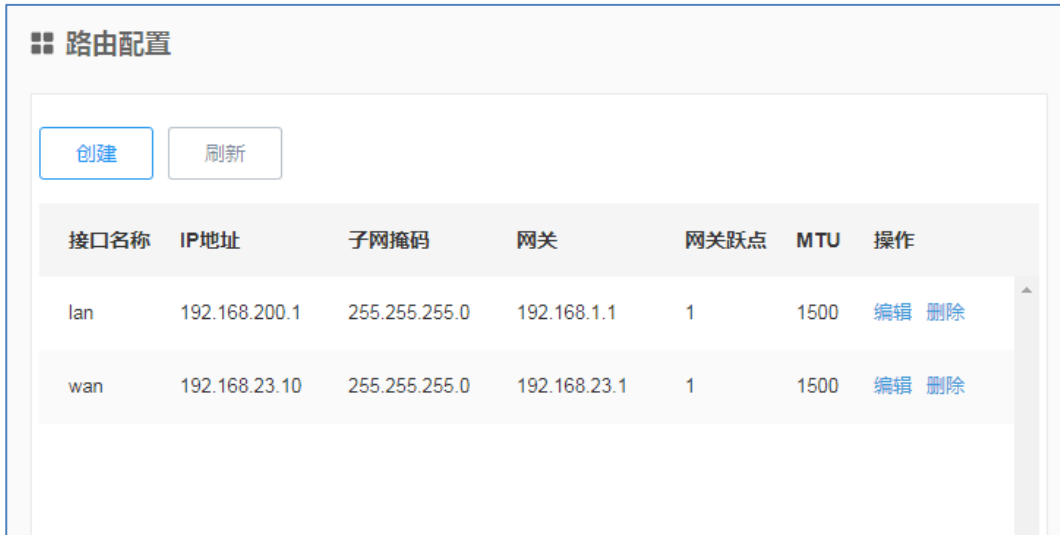 路由配置
创建 刷新
接口名称 IP地址 子网掩码 网关 网关跃点 MTU 操作
lan 192.168.200.1 255.255.255.0 192.168.1.1 1 1500 编辑 删除
wan 192.168.23.10 255.255.255.0 192.168.23.1 1 1500 编辑 删除